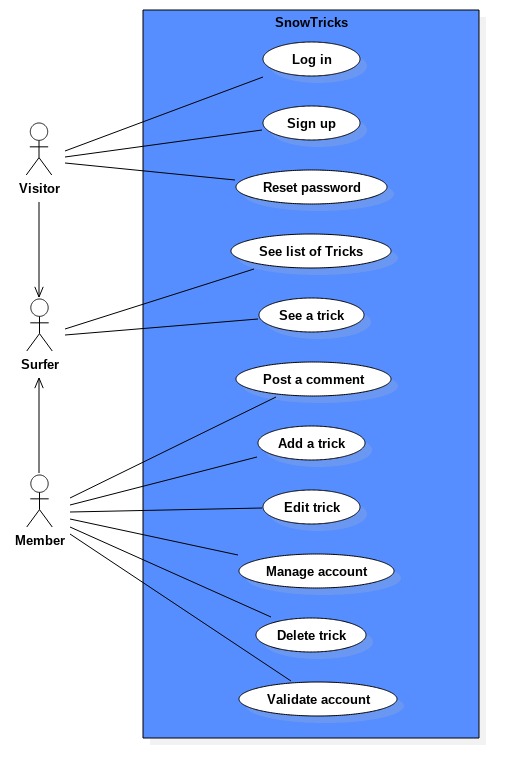 SnowTricks
Log in
Sign up
Visitor
Reset password
See list of Tricks
See a trick
Surfer
Post a comment
Add a trick
Edit trick
Member
Manage account
Delete trick
Validate account